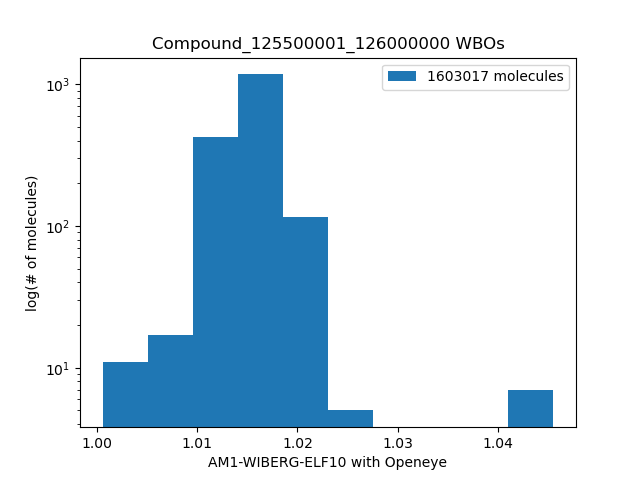 Compound_125500001_126000000 WBOs
1603017 molecules
log(# of molecules)
10³
10²
10¹
1.00 1.01 1.02 1.03 1.04
AM1-WIBERG-ELF10 with Openeye